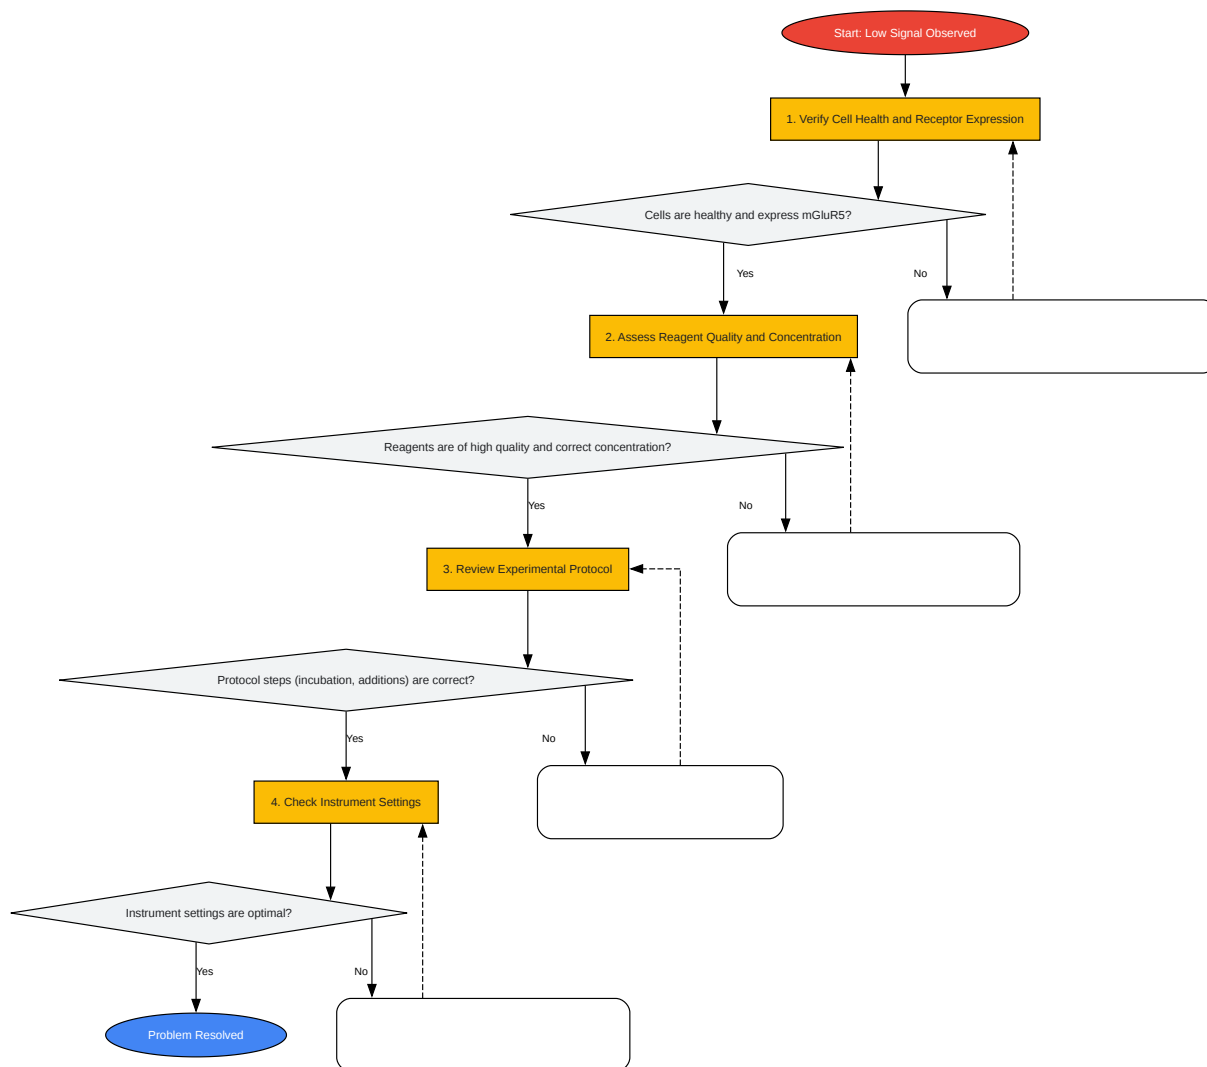 Start: Low Signal Observed
1. Verify Cell Health and Receptor Expression
Cells are healthy and express mGluR5?
Yes
No
2. Assess Reagent Quality and Concentration
Reagents are of high quality and correct concentration?
Yes
No
3. Review Experimental Protocol
Protocol steps (incubation, additions) are correct?
Yes
No
4. Check Instrument Settings
Instrument settings are optimal?
Yes
No
Problem Resolved